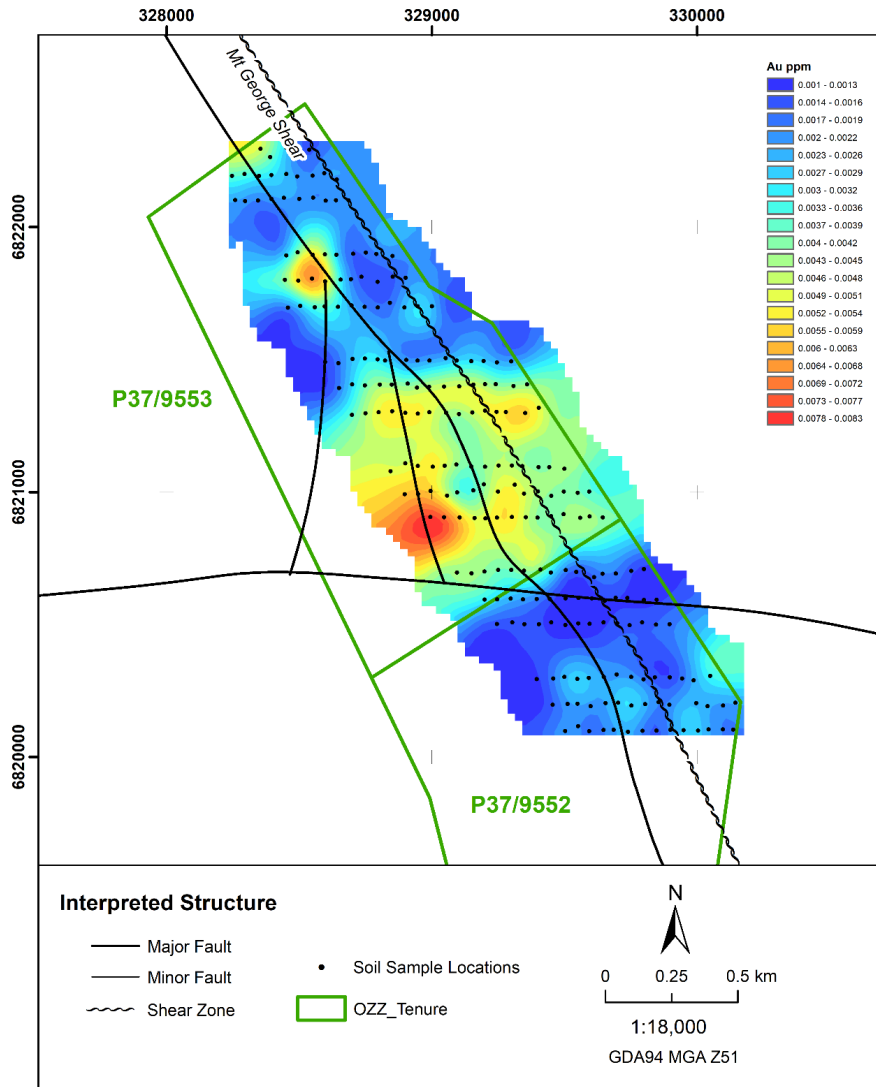 328000
329000
330000
6822000
6821000
6820000
Mt George Shear
P37/9553
P37/9552
Au ppm
0.001 - 0.0013
0.0014 - 0.0016
0.0017 - 0.0019
0.002 - 0.0022
0.0023 - 0.0026
0.0027 - 0.0029
0.003 - 0.0032
0.0033 - 0.0036
0.0037 - 0.0039
0.004 - 0.0042
0.0043 - 0.0045
0.0046 - 0.0048
0.0049 - 0.0051
0.0052 - 0.0054
0.0055 - 0.0059
0.006 - 0.0063
0.0064 - 0.0068
0.0069 - 0.0072
0.0073 - 0.0077
0.0078 - 0.0083
Interpreted Structure
Major Fault
Minor Fault
Shear Zone
Soil Sample Locations
OZZ_Tenure
N
0 0.25 0.5 km
1:18,000
GDA94 MGA Z51